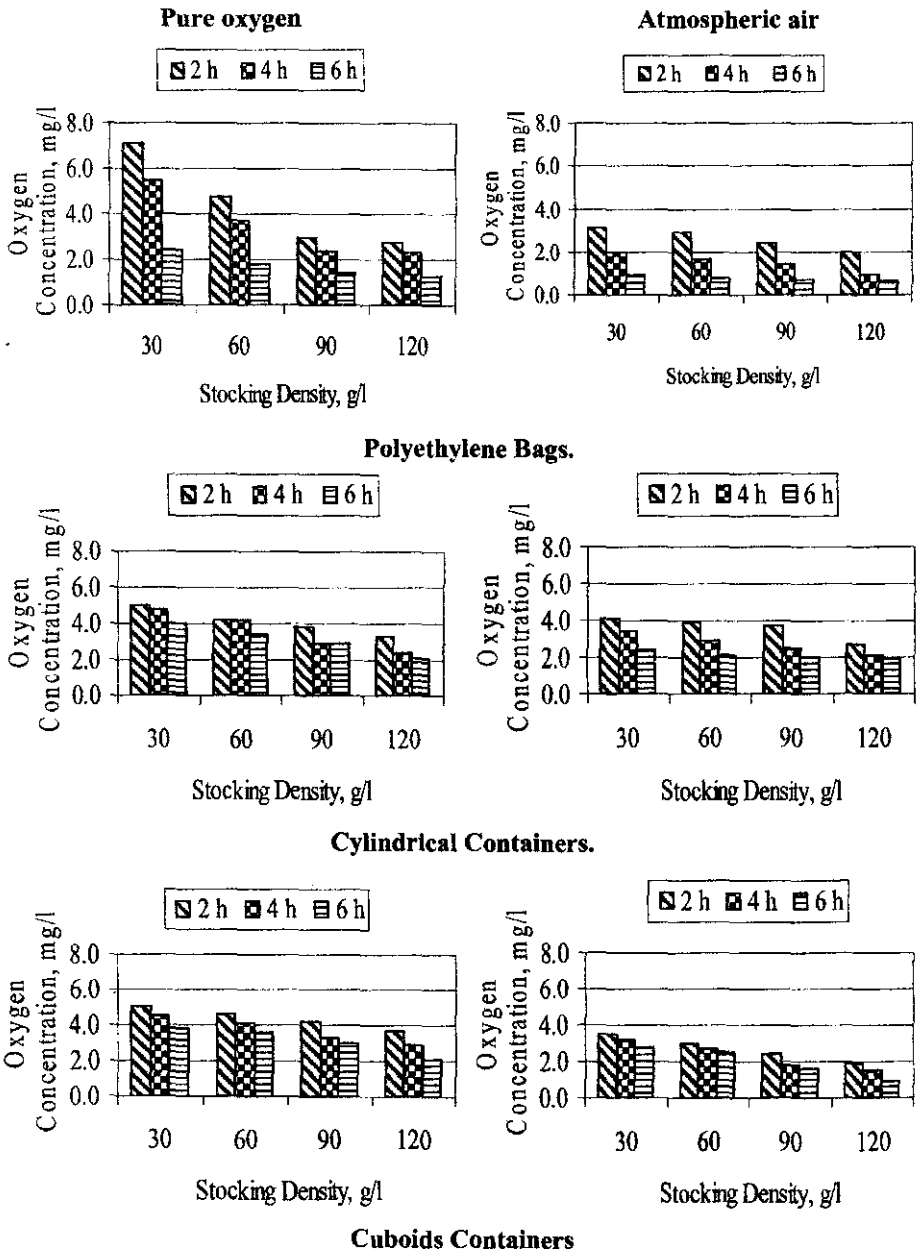 Pure oxygen
Atmospheric air
2 h 4 h 6 h
2 h 4 h 6 h
Oxygen
Concentration, mg/l
8.0
6.0
4.0
2.0
0.0
30 60 90 120
Stocking Density, g/l
Oxygen
Concentration, mg/l
8.0
6.0
4.0
2.0
0.0
30 60 90 120
Stocking Density, g/l
Polyethylene Bags.
2 h 4 h 6 h
2 h 4 h 6 h
Oxygen
Concentration, mg/l
8.0
6.0
4.0
2.0
0.0
30 60 90 120
Stocking Density, g/l
Oxygen
Concentration, mg/l
8.0
6.0
4.0
2.0
0.0
30 60 90 120
Stocking Density, g/l
Cylindrical Containers.
2 h 4 h 6 h
2 h 4 h 6 h
Oxygen
Concentration, mg/l
8.0
6.0
4.0
2.0
0.0
30 60 90 120
Stocking Density, g/l
Oxygen
Concentration, mg/l
8.0
6.0
4.0
2.0
0.0
30 60 90 120
Stocking Density, g/l
Cuboids Containers